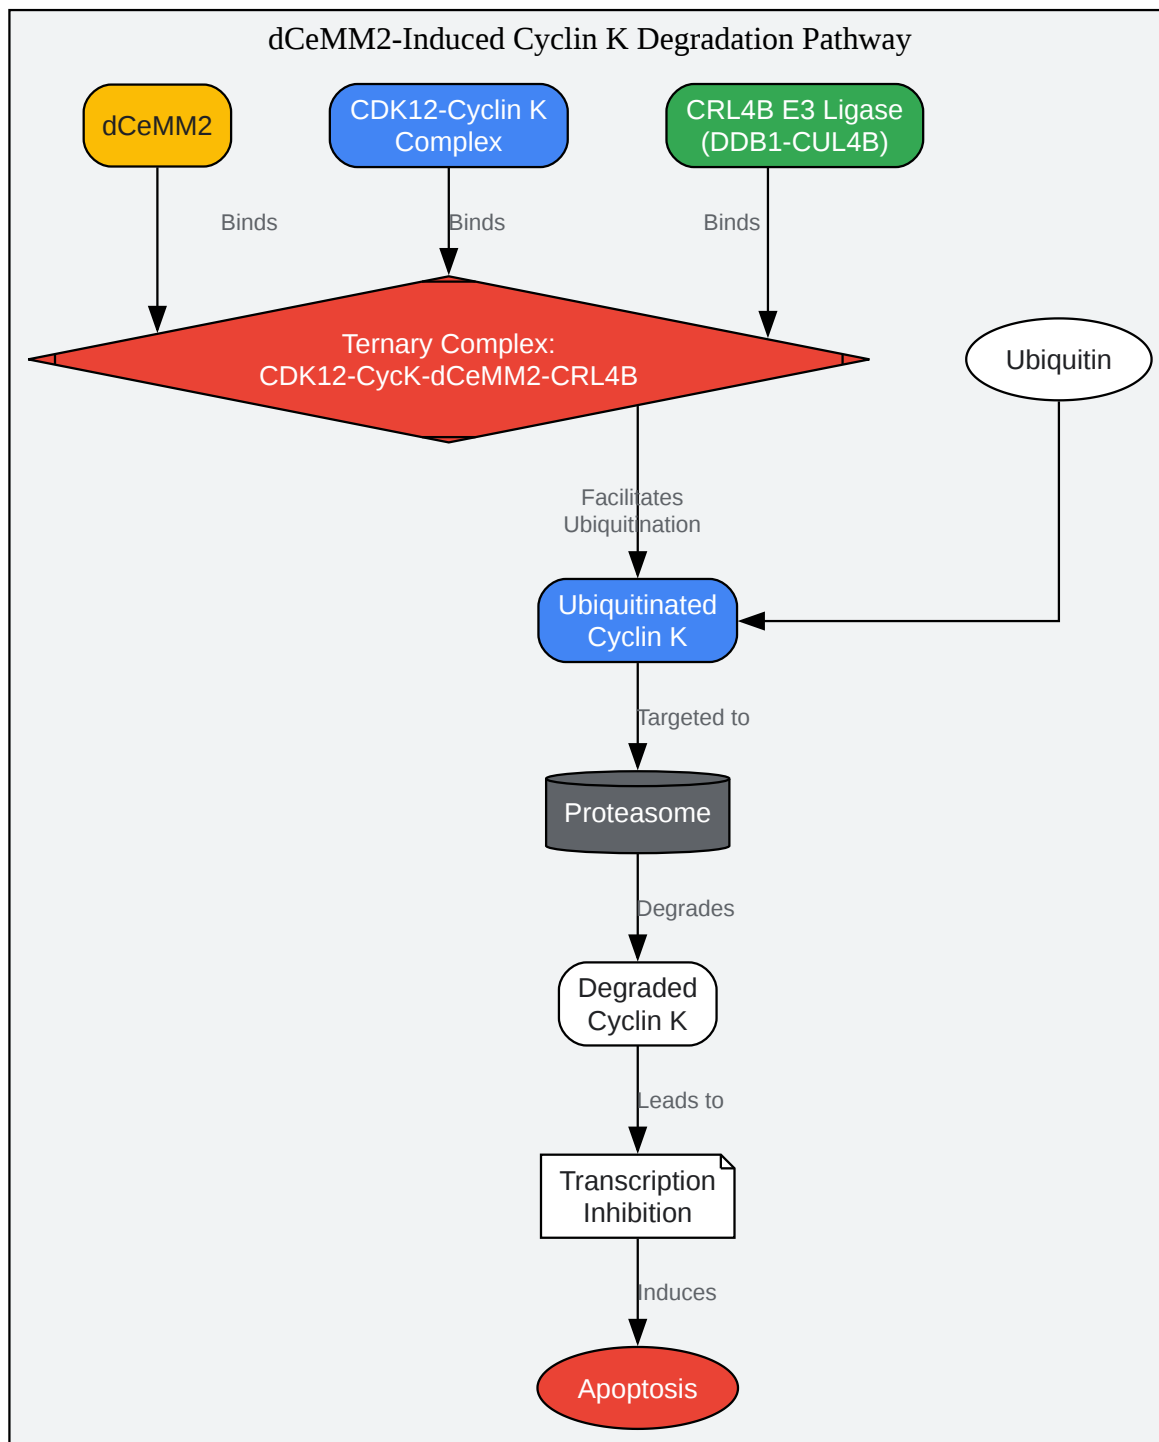 dCeMM2-Induced Cyclin K Degradation Pathway
dCeMM2
CDK12-Cyclin K
Complex
CRL4B E3 Ligase
(DDB1-CUL4B)
Binds
Binds
Binds
Ternary Complex:
CDK12-CycK-dCeMM2-CRL4B
Ubiquitin
Facilitates
Ubiquitination
Ubiquitinated
Cyclin K
Targeted to
Proteasome
Degrades
Degraded
Cyclin K
Leads to
Transcription
Inhibition
Induces
Apoptosis